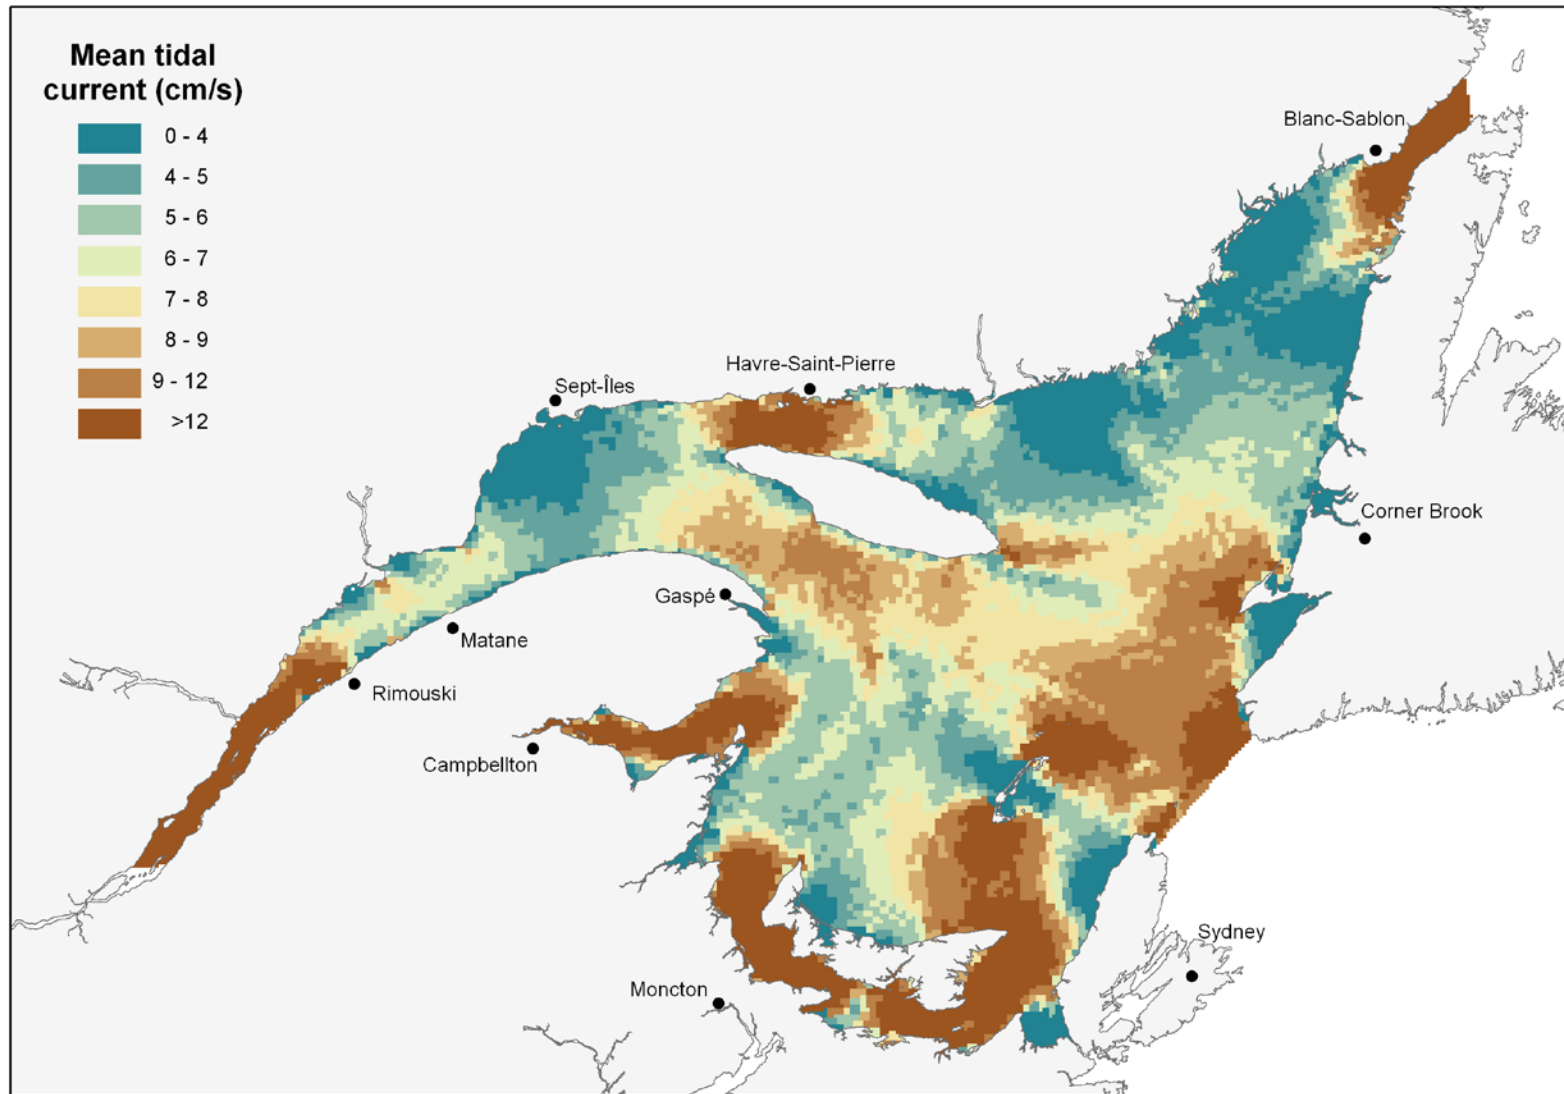 Mean tidal
current (cm/s)
0 - 4
4 - 5
5 - 6
6 - 7
7 - 8
8 - 9
9 - 12
>12
Blanc-Sablon
Havre-Saint-Pierre
Sept-Îles
Corner Brook
Gaspé
Matane
Rimouski
Campbellton
Sydney
Moncton